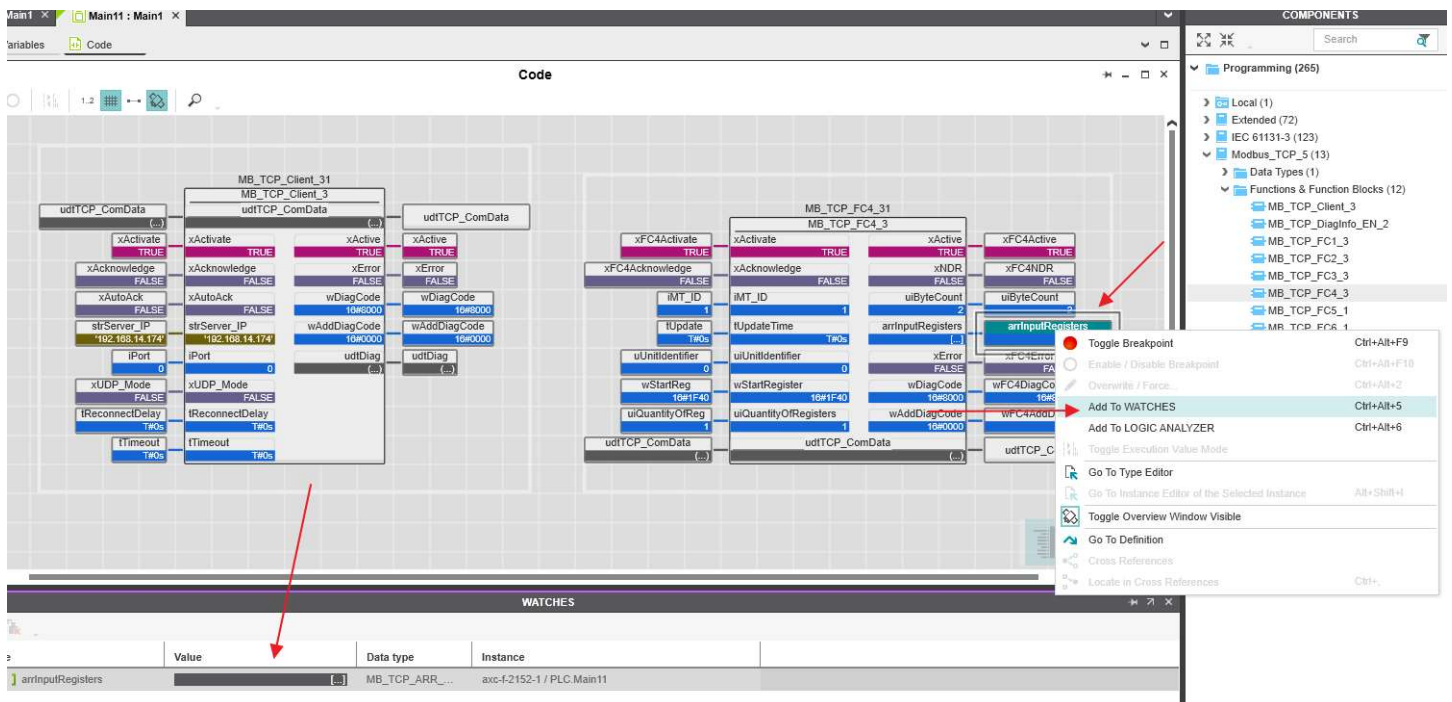 Main1 ×
Main11 : Main1 ×
Variables
Code
Code
1..2
MB_TCP_Client_31
MB_TCP_Client_3
udtTCP_ComData
(...)
udtTCP_ComData
(...)
udtTCP_ComData
xActivate
TRUE
xActivate
TRUE
xActive
TRUE
xActive
TRUE
xAcknowledge
FALSE
xAcknowledge
FALSE
xError
FALSE
xError
FALSE
xAutoAck
FALSE
xAutoAck
FALSE
wDiagCode
16#8000
wDiagCode
16#8000
strServer_IP
'192.168.14.174'
strServer_IP
'192.168.14.174'
wAddDiagCode
16#0000
wAddDiagCode
16#0000
iPort
0
iPort
0
udtDiag
(...)
udtDiag
(...)
xUDP_Mode
FALSE
xUDP_Mode
FALSE
tReconnectDelay
T#0s
tReconnectDelay
T#0s
tTimeout
T#0s
tTimeout
T#0s
MB_TCP_FC4_31
MB_TCP_FC4_3
xFC4Activate
TRUE
xActivate
TRUE
xActive
TRUE
xFC4Active
TRUE
xFC4Acknowledge
FALSE
xAcknowledge
FALSE
xNDR
FALSE
xFC4NDR
FALSE
iMT_ID
1
iMT_ID
1
uiByteCount
2
uiByteCount
2
tUpdate
T#0s
tUpdateTime
T#0s
arrInputRegisters
[...]
arrInputRegisters
uUnitIdentifier
0
uiUnitIdentifier
0
xError
FALSE
xFC4Error
FA
wStartReg
16#1F40
wStartRegister
16#1F40
wDiagCode
16#8000
wFC4DiagCo
16#8
uiQuantityOfReg
1
uiQuantityOfRegisters
1
wAddDiagCode
16#0000
wFC4AddD
udtTCP_ComData
(...)
udtTCP_ComData
(...)
udtTCP_C
Toggle Breakpoint Ctrl+Alt+F9
Enable / Disable Breakpoint Ctrl+Alt+F10
Overwrite / Force... Ctrl+Alt+2
Add To WATCHES Ctrl+Alt+5
Add To LOGIC ANALYZER Ctrl+Alt+6
Toggle Execution Value Mode
Go To Type Editor
Go To Instance Editor of the Selected Instance Alt+Shift+I
Toggle Overview Window Visible
Go To Definition
Cross References
Locate in Cross References Ctrl+,
WATCHES
Value Data type Instance
arrInputRegisters [...] MB_TCP_ARR_... axc-f-2152-1 / PLC.Main11
COMPONENTS
Search
Programming (265)
Local (1)
Extended (72)
IEC 61131-3 (123)
Modbus_TCP_5 (13)
Data Types (1)
Functions & Function Blocks (12)
MB_TCP_Client_3
MB_TCP_DiagInfo_EN_2
MB_TCP_FC1_3
MB_TCP_FC2_3
MB_TCP_FC3_3
MB_TCP_FC4_3
MB_TCP_FC5_1
MB_TCP_FC6_1